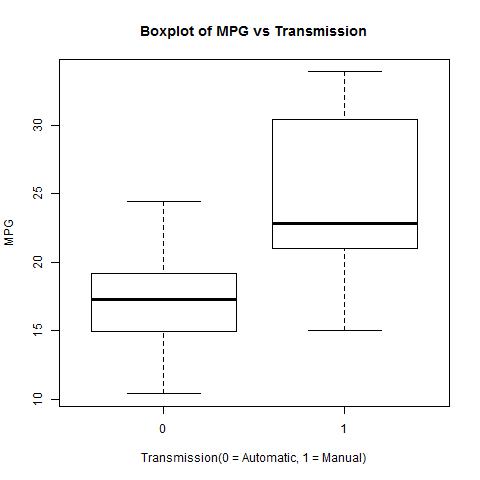 Boxplot of MPG vs Transmission
MPG
30
25
20
15
10
0 1
Transmission(0 = Automatic, 1 = Manual)